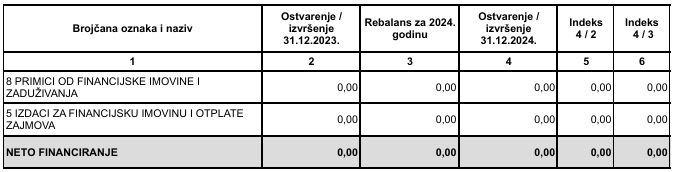 Brojčana oznaka i naziv Ostvarenje / izvršenje 31.12.2023. Rebalans za 2024. godinu Ostvarenje / izvršenje 31.12.2024. Indeks 4 / 2 Indeks 4 / 3
1 2 3 4 5 6
8 PRIMICI OD FINANCIJSKE IMOVINE I
ZADUŽIVANJA 0,00 0,00 0,00 0,00 0,00
5 IZDACI ZA FINANCIJSKU IMOVINU I OTPLATE
ZAJMOVA 0,00 0,00 0,00 0,00 0,00
NETO FINANCIRANJE 0,00 0,00 0,00 0,00 0,00